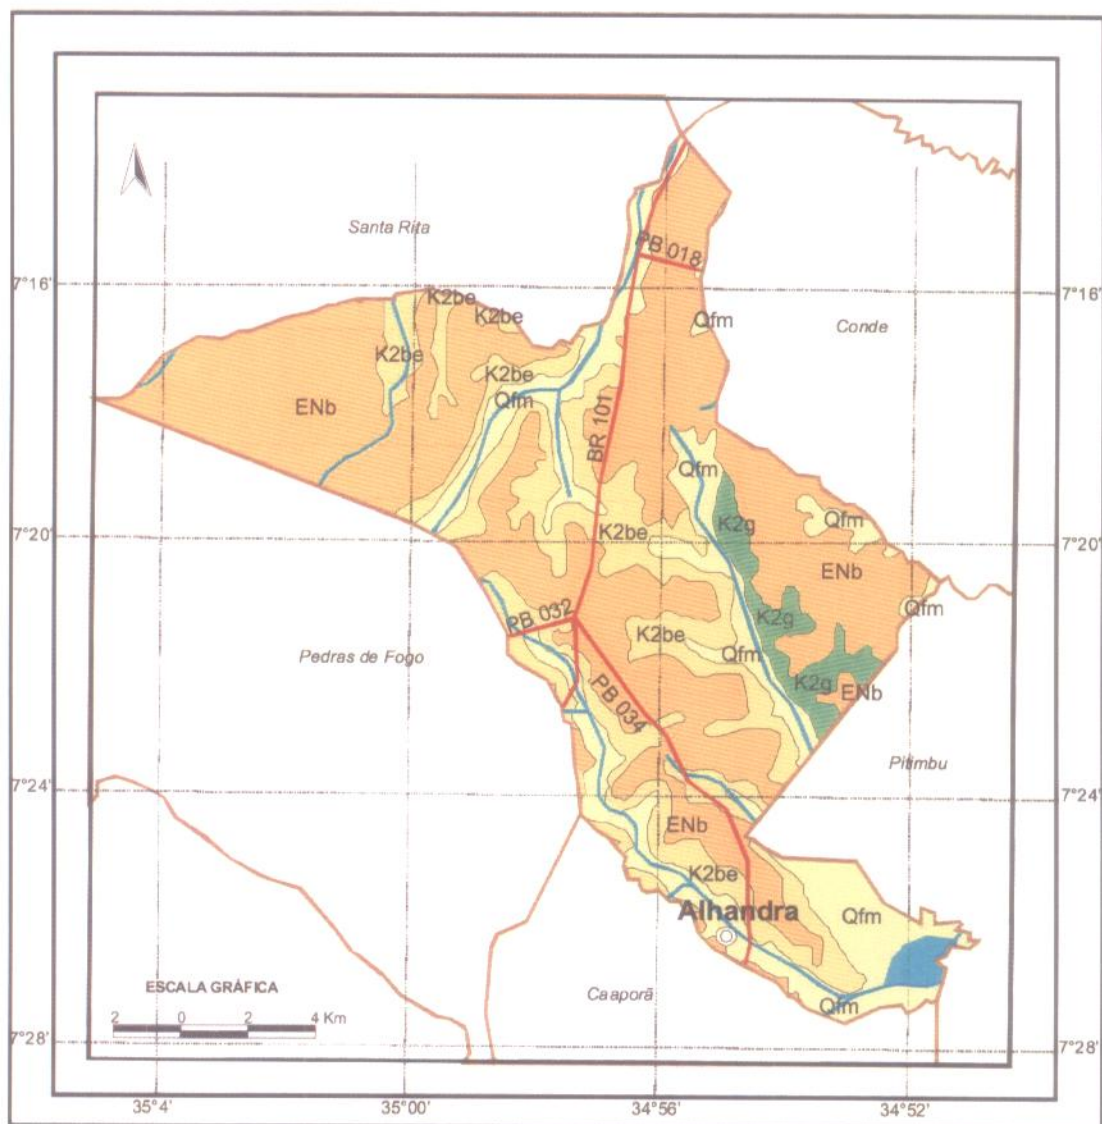 Santa Rita
PB 018
7°16'
7°16'
K2be
K2be
Qfm
Conde
K2be
K2be
Qfm
ENb
BR 101
Qfm
K2g
Qfm
7°20'
7°20'
K2be
ENb
Qfm
PB 032
K2g
K2be
Qfm
Pedras de Fogo
K2g
ENb
PB 034
Pitimbu
7°24'
7°24'
ENb
K2be
Alhandra
Qfm
ESCALA GRÁFICA
Caaporã
Qfm
2 0 2 4 Km
7°28'
7°28'
35°4' 35°00' 34°56' 34°52'